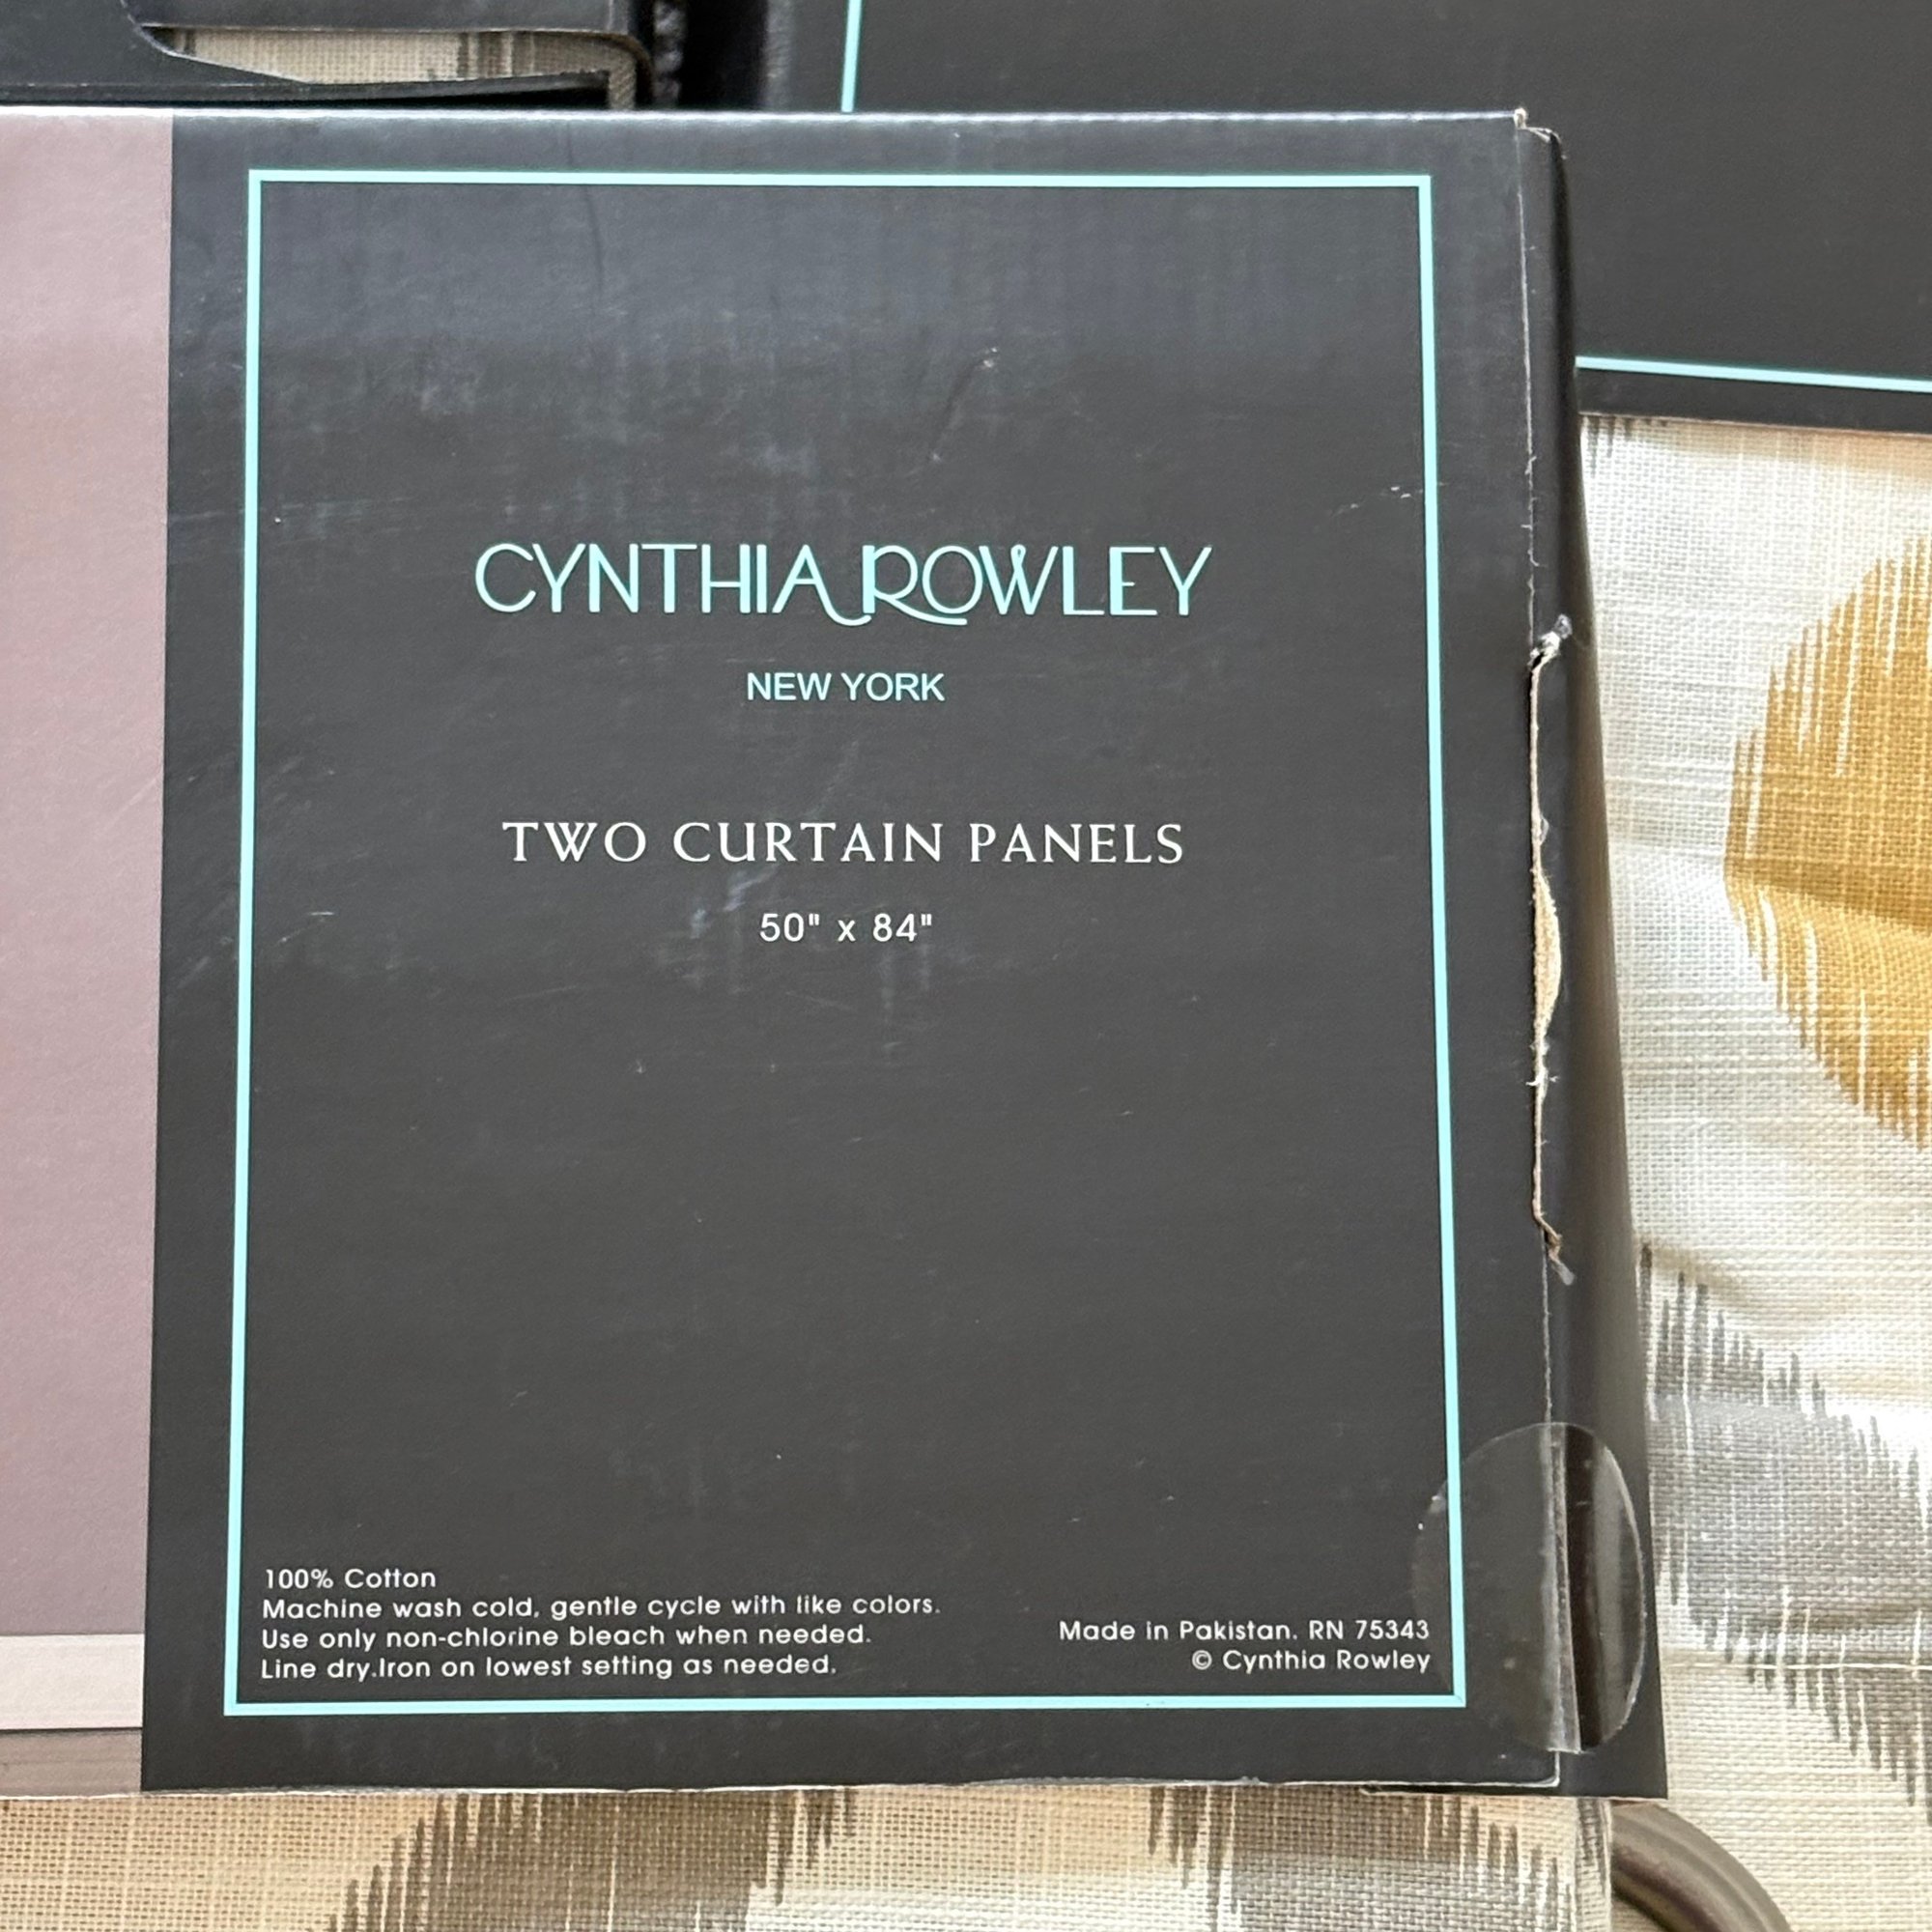 CYNTHIA ROWLEY
NEW YORK
TWO CURTAIN PANELS
50" x 84"
100% Cotton
Machine wash cold, gentle cycle with like colors.
Use only non-chlorine bleach when needed.
Line dry.Iron on lowest setting as needed.
Made in Pakistan. RN 75343
© Cynthia Rowley